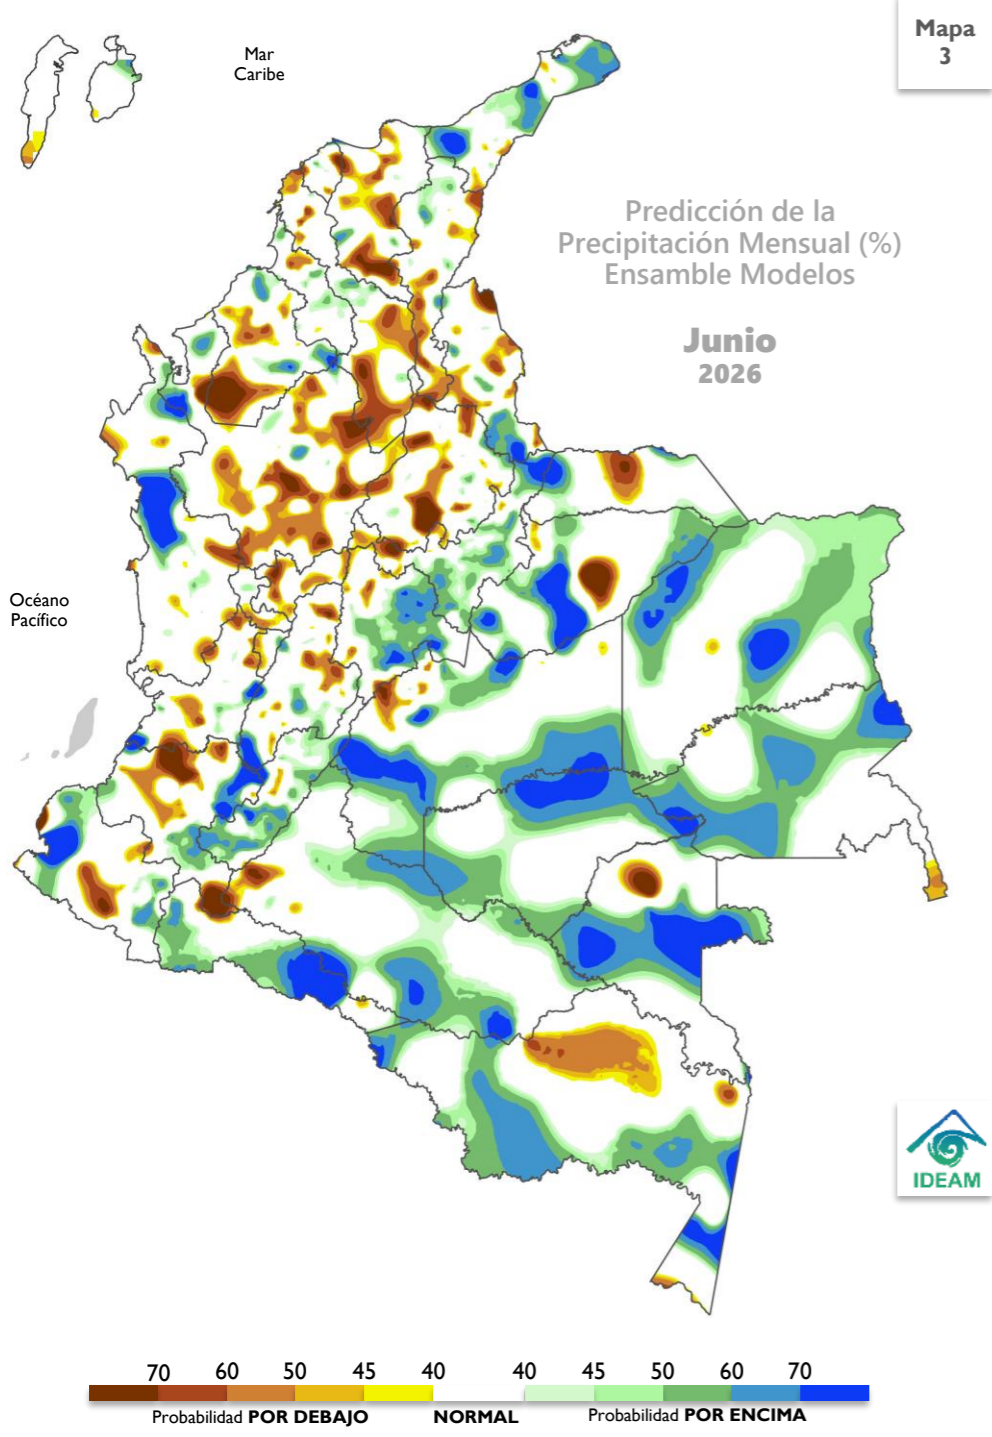 Mapa
3
Mar
Caribe
Predicción de la
Precipitación Mensual (%)
Ensamble Modelos
Junio
2026
Océano
Pacífico
IDEAM
70 60 50 45 40 40 45 50 60 70
Probabilidad POR DEBAJO NORMAL Probabilidad POR ENCIMA